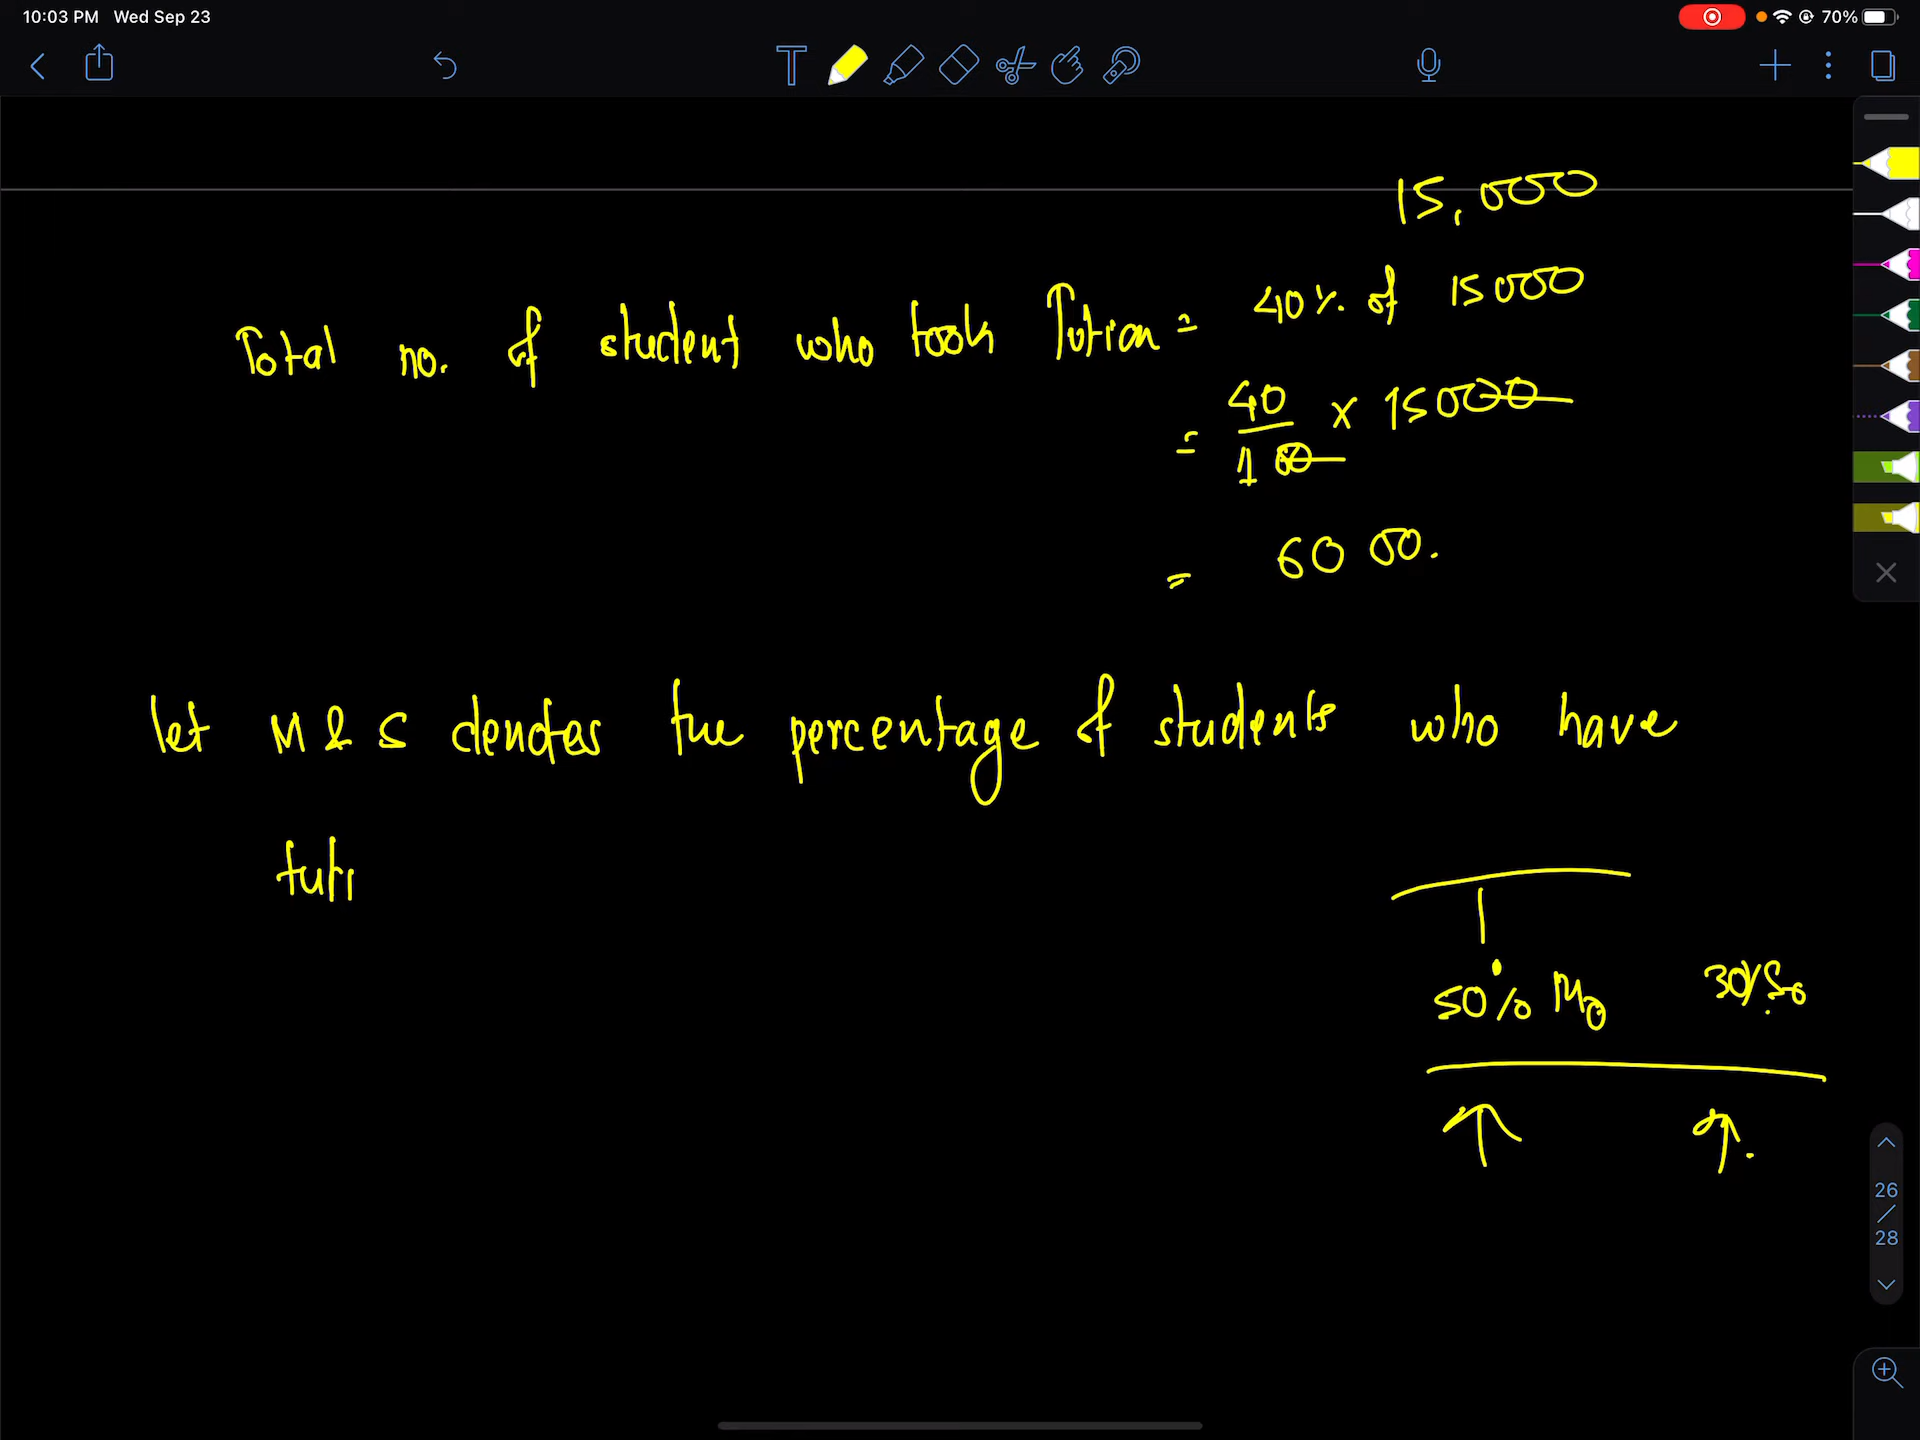 10:03 PM Wed Sep 23
70%
15,000
Total no. of student who took Tution = 40% of 15000
= 40/100 x 15000
= 6000.
let M & S denotes the percentage of students who have
tuti
50% Mo 30% So
26
/
28